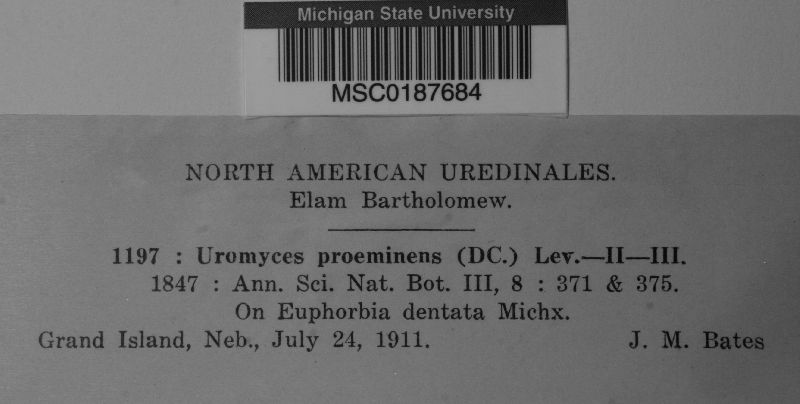 Michigan State University
MSC0187684
NORTH AMERICAN UREDINALES.
Elam Bartholomew.
1197 : Uromyces proeminens (DC.) Lev.—II—III.
1847 : Ann. Sci. Nat. Bot. III, 8 : 371 & 375.
On Euphorbia dentata Michx.
Grand Island, Neb., July 24, 1911. J. M. Bates